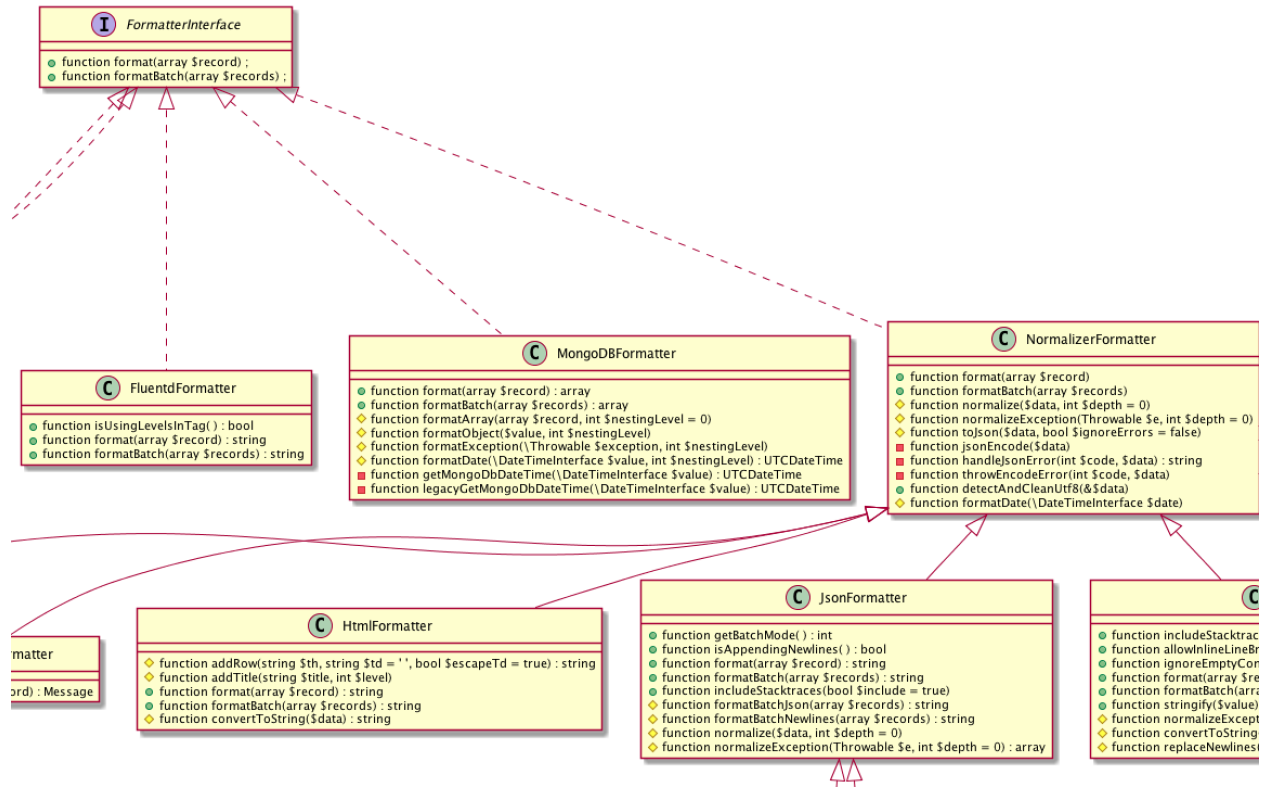 I FormatterInterface
function format(array $record) ;
function formatBatch(array $records) ;
C FluentdFormatter
function isUsingLevelsInTag( ) : bool
function format(array $record) : string
function formatBatch(array $records) : string
C MongoDBFormatter
function format(array $record) : array
function formatBatch(array $records) : array
function formatArray(array $record, int $nestingLevel = 0)
function formatObject($value, int $nestingLevel)
function formatException(\Throwable $exception, int $nestingLevel)
function formatDate(\DateTimeInterface $value, int $nestingLevel) : UTCDateTime
function getMongoDbDateTime(\DateTimeInterface $value) : UTCDateTime
function legacyGetMongoDbDateTime(\DateTimeInterface $value) : UTCDateTime
C NormalizerFormatter
function format(array $record)
function formatBatch(array $records)
function normalize($data, int $depth = 0)
function normalizeException(Throwable $e, int $depth = 0)
function toJson($data, bool $ignoreErrors = false)
function jsonEncode($data)
function handleJsonError(int $code, $data) : string
function throwEncodeError(int $code, $data)
function detectAndCleanUtf8(&$data)
function formatDate(\DateTimeInterface $date)
matter
ord) : Message
C HtmlFormatter
function addRow(string $th, string $td = ' ', bool $escapeTd = true) : string
function addTitle(string $title, int $level)
function format(array $record) : string
function formatBatch(array $records) : string
function convertToString($data) : string
C JsonFormatter
function getBatchMode( ) : int
function isAppendingNewlines( ) : bool
function format(array $record) : string
function formatBatch(array $records) : string
function includeStacktraces(bool $include = true)
function formatBatchJson(array $records) : string
function formatBatchNewlines(array $records) : string
function normalize($data, int $depth = 0)
function normalizeException(Throwable $e, int $depth = 0) : array
C
function includeStacktrac
function allowInlineLineBr
function ignoreEmptyCon
function format(array $re
function formatBatch(arra
function stringify($value)
function normalizeExcept
function convertToString(
function replaceNewlines(